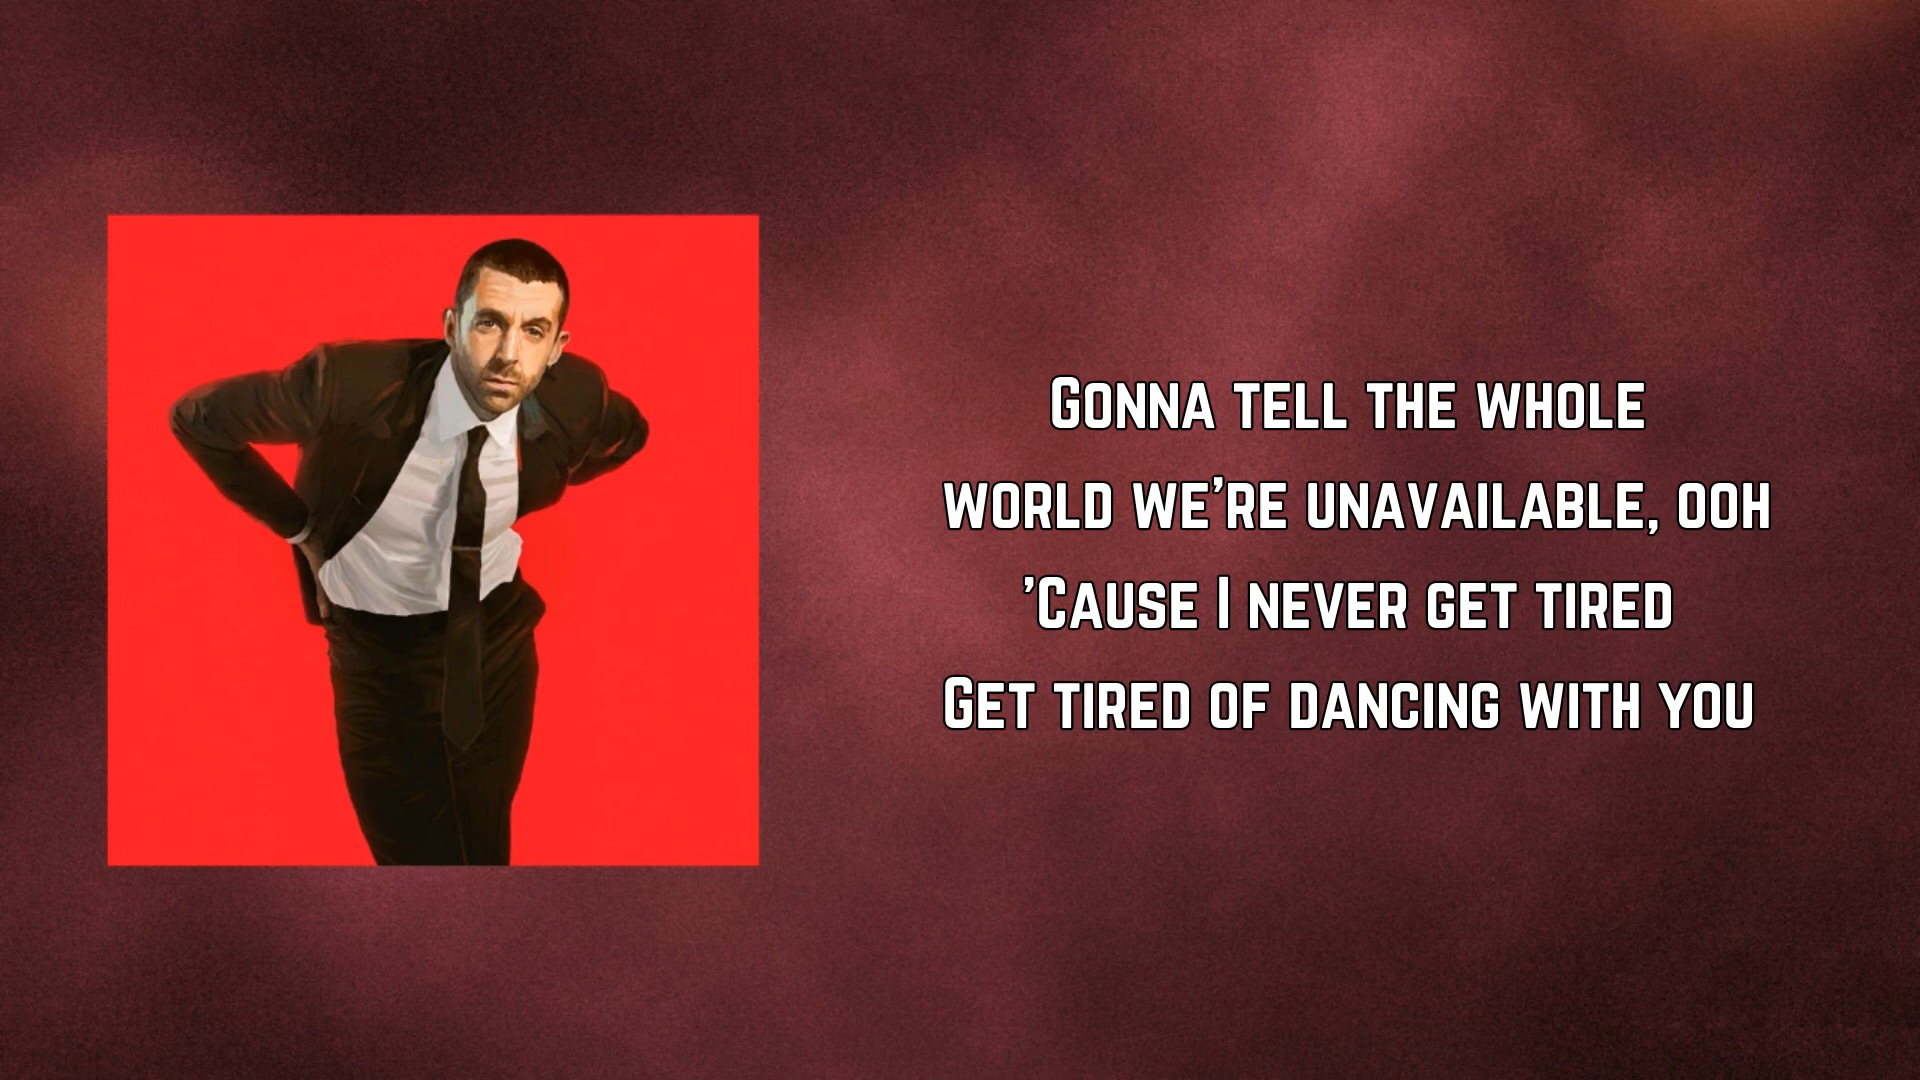 Gonna tell the whole
world we're unavailable, ooh
'Cause I never get tired
Get tired of dancing with you